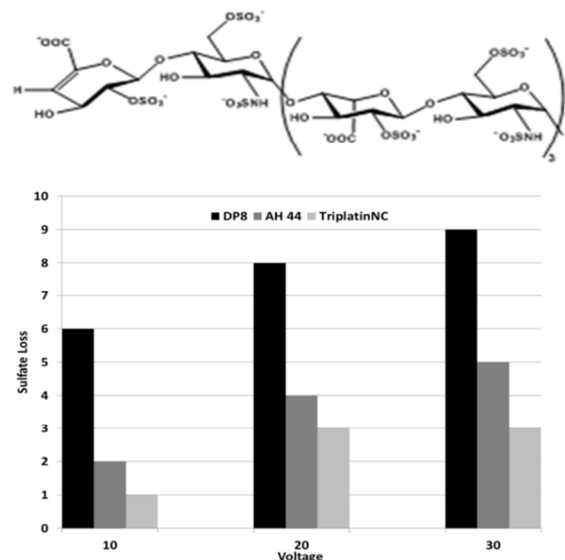 OSO₃⁻
⁻OOC
O
O
O
H
HO
OSO₃⁻
HO
⁻O₃SNH
O
O
O
HO
⁻OOC
OSO₃⁻
OSO₃⁻
O
HO
⁻O₃SNH
3
10
9
8
7
6
5
4
3
2
1
0
Sulfate Loss
DP8 AH 44 TriplatinNC
10 20 30
Voltage